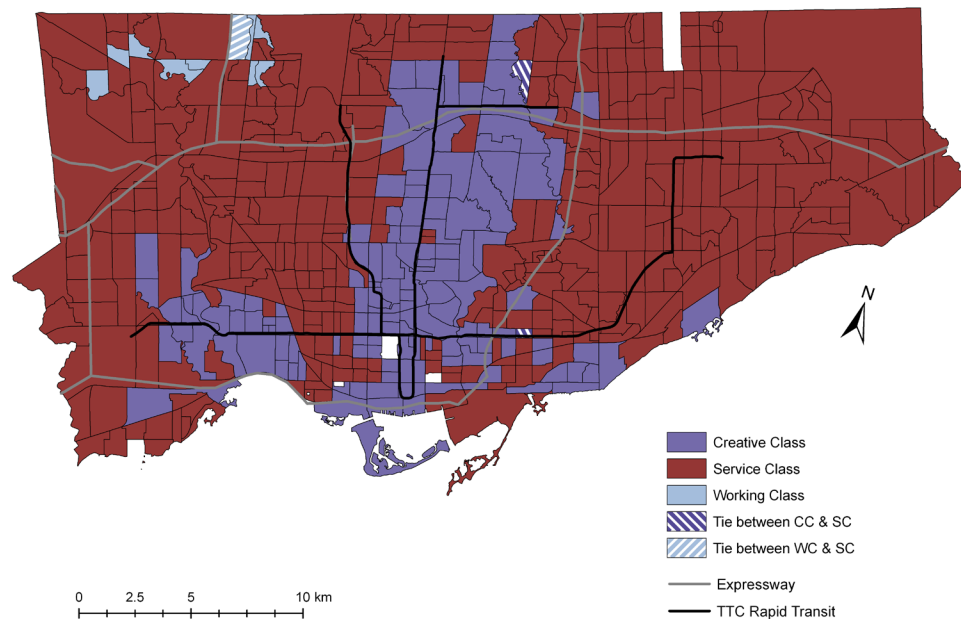 N
Creative Class
Service Class
Working Class
Tie between CC & SC
Tie between WC & SC
Expressway
TTC Rapid Transit
0 2.5 5 10 km